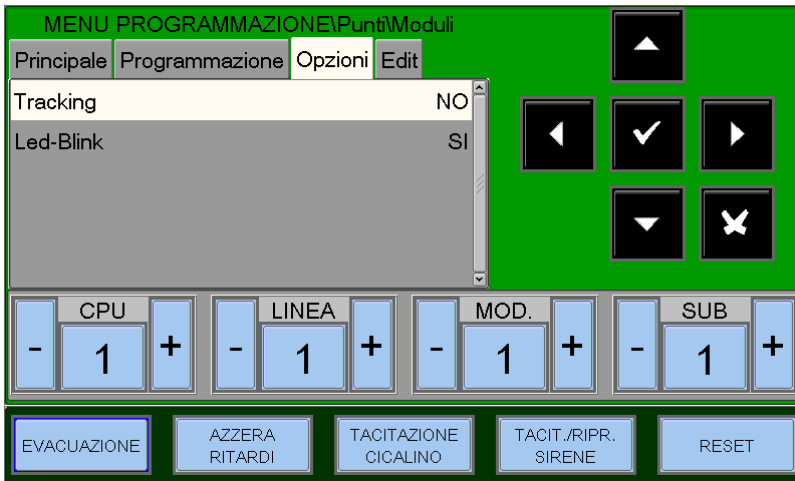 MENU PROGRAMMAZIONE\Punti\Moduli
Principale Programmazione Opzioni Edit
Tracking NO
Led-Blink SI
CPU LINEA MOD. SUB
- 1 + - 1 + - 1 + - 1 +
EVACUAZIONE
AZZERA
RITARDI
TACITAZIONE
CICALINO
TACIT./RIPR.
SIRENE
RESET